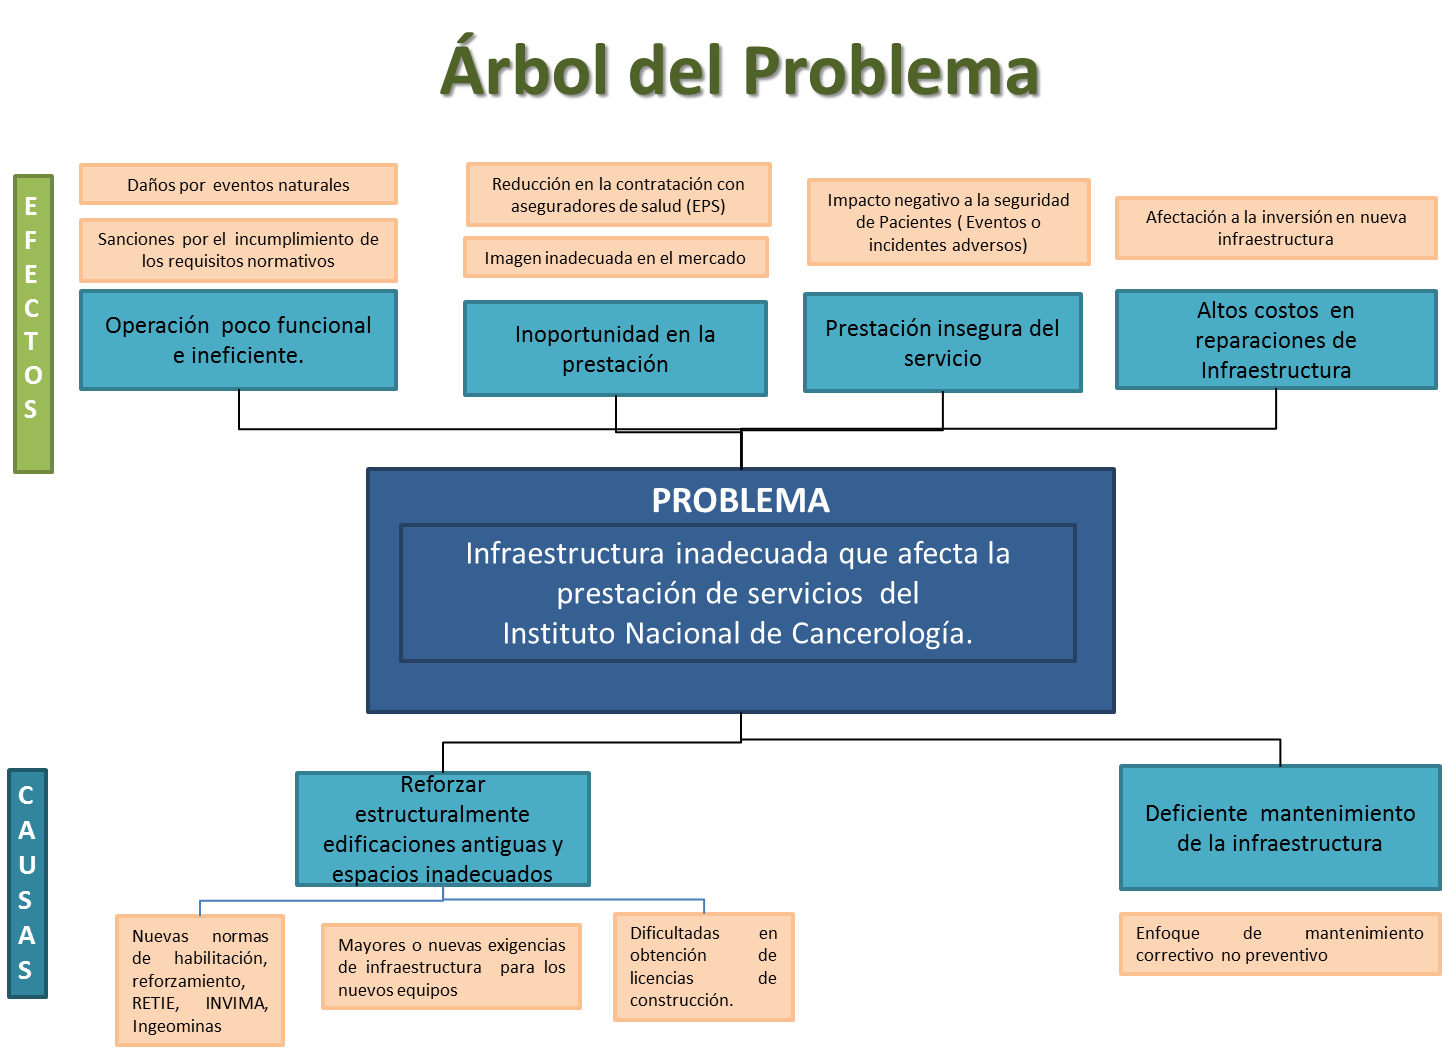 Árbol del Problema
EFECTOS
Daños por eventos naturales
Sanciones por el incumplimiento de
los requisitos normativos
Operación poco funcional
e ineficiente.
Reducción en la contratación con
aseguradores de salud (EPS)
Imagen inadecuada en el mercado
Inoportunidad en la
prestación
Impacto negativo a la seguridad
de Pacientes ( Eventos o
incidentes adversos)
Prestación insegura del
servicio
Afectación a la inversión en nueva
infraestructura
Altos costos en
reparaciones de
Infraestructura
PROBLEMA
Infraestructura inadecuada que afecta la
prestación de servicios del
Instituto Nacional de Cancerología.
CAUSAS
Reforzar
estructuralmente
edificaciones antiguas y
espacios inadecuados
Nuevas normas
de habilitación,
reforzamiento,
RETIE, INVIMA,
Ingeominas
Mayores o nuevas exigencias
de infraestructura para los
nuevos equipos
Dificultadas en
obtención de
licencias de
construcción.
Deficiente mantenimiento
de la infraestructura
Enfoque de mantenimiento
correctivo no preventivo